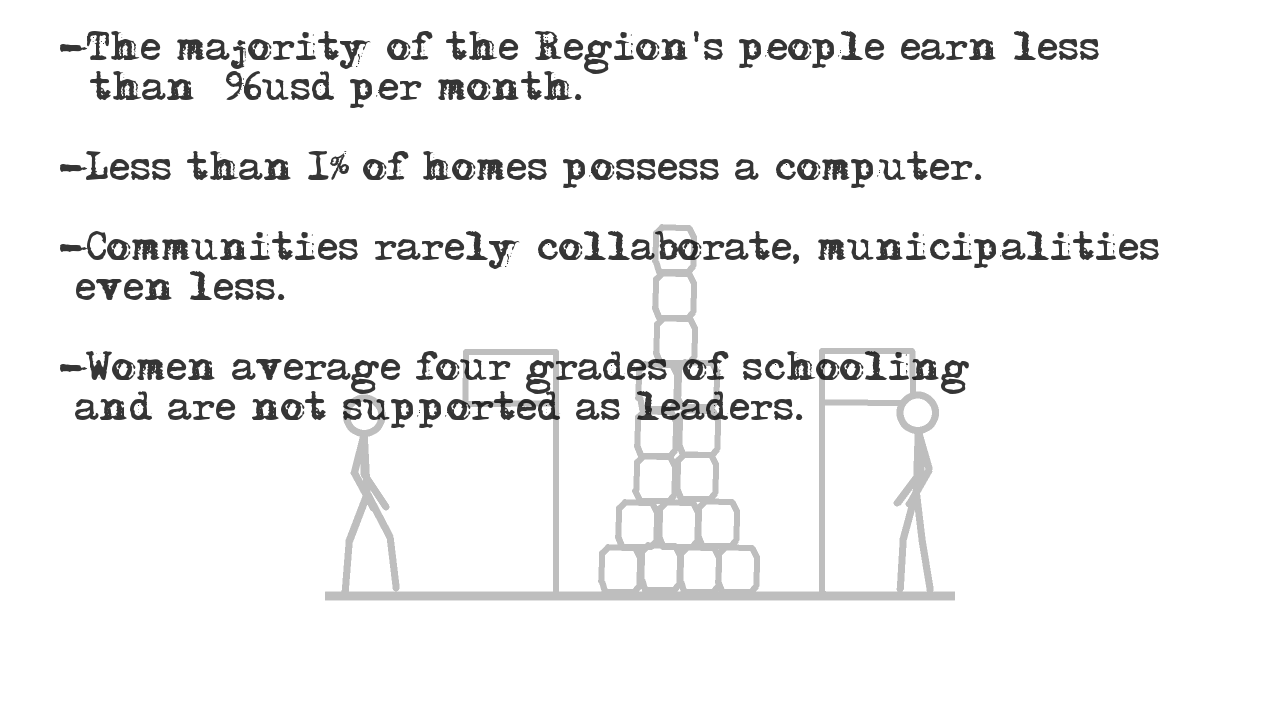 -The majority of the Region's people earn less
than 96usd per month.
-Less than 1% of homes possess a computer.
-Communities rarely collaborate, municipalities
even less.
-Women average four grades of schooling
and are not supported as leaders.